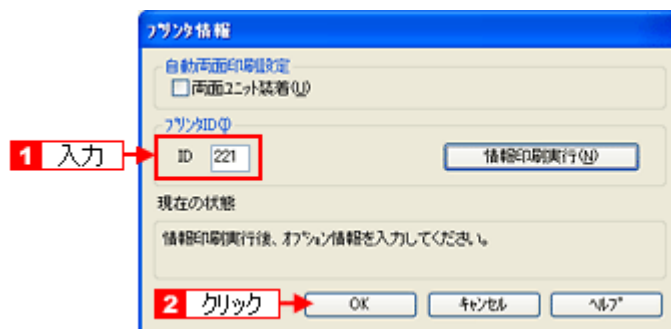 プリンタ情報
自動両面印刷設定
両面ユニット装着(U)
プリンタID(I)
1 入力
ID 221 情報印刷実行(N)
現在の状態
情報印刷実行後、オプション情報を入力してください。
2 クリック OK キャンセル ヘルプ